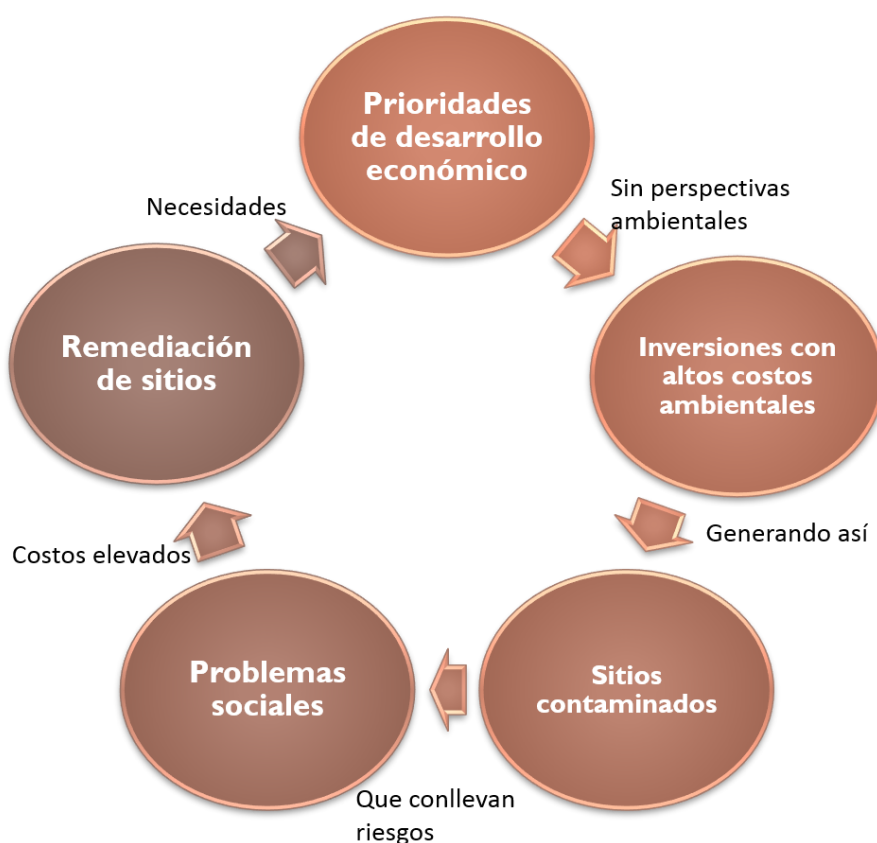 Prioridades
de desarrollo
económico
Sin perspectivas
ambientales
Inversiones con
altos costos
ambientales
Generando así
Sitios
contaminados
Que conllevan
riesgos
Problemas
sociales
Costos elevados
Remediación
de sitios
Necesidades